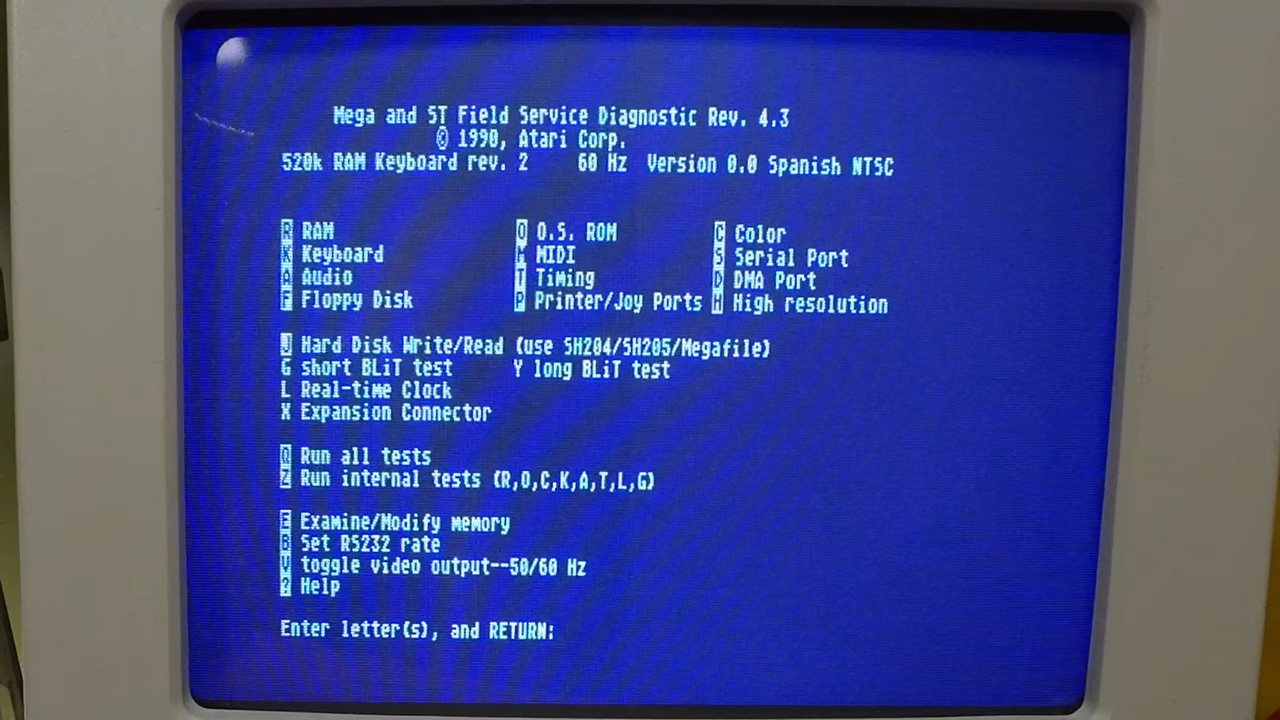 Mega and ST Field Service Diagnostic Rev. 4.3
© 1990, Atari Corp.
520k RAM Keyboard rev. 2 60 Hz Version 0.0 Spanish NTSC
R RAM O O.S. ROM C Color
K Keyboard M MIDI S Serial Port
A Audio T Timing D DMA Port
F Floppy Disk P Printer/Joy Ports H High resolution
J Hard Disk Write/Read (use SH204/SH205/Megafile)
G short BLiT test Y long BLiT test
L Real-time Clock
X Expansion Connector
Q Run all tests
Z Run internal tests (R,O,C,K,A,T,L,G)
E Examine/Modify memory
B Set RS232 rate
V toggle video output--50/60 Hz
? Help
Enter letter(s), and RETURN: